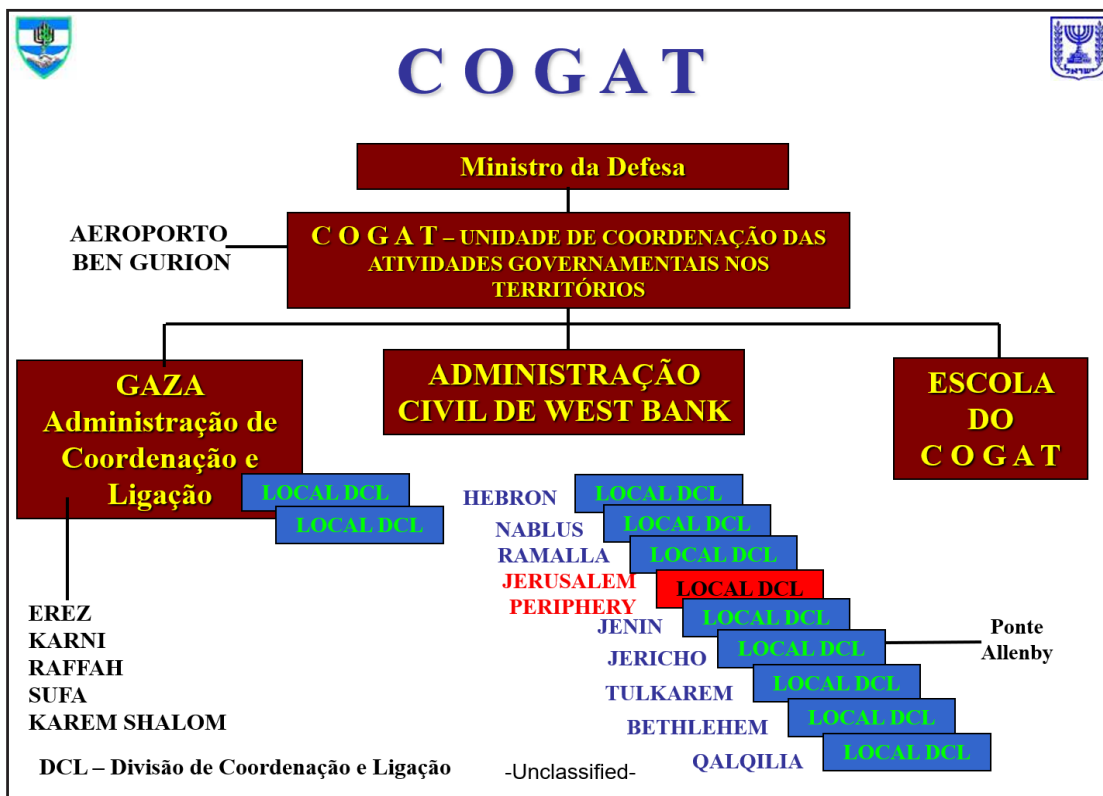 C O G A T
ישראל
Ministro da Defesa
AEROPORTO
BEN GURION
C O G A T – UNIDADE DE COORDENAÇÃO DAS
ATIVIDADES GOVERNAMENTAIS NOS
TERRITÓRIOS
GAZA
Administração de
Coordenação e
Ligação
ADMINISTRAÇÃO
CIVIL DE WEST BANK
ESCOLA
DO
C O G A T
LOCAL DCL
LOCAL DCL
HEBRON LOCAL DCL
NABLUS LOCAL DCL
RAMALLA LOCAL DCL
JERUSALEM
PERIPHERY LOCAL DCL
JENIN LOCAL DCL
JERICHO LOCAL DCL
Ponte
Allenby
TULKAREM LOCAL DCL
BETHLEHEM LOCAL DCL
QALQILIA LOCAL DCL
EREZ
KARNI
RAFFAH
SUFA
KAREM SHALOM
DCL – Divisão de Coordenação e Ligação
-Unclassified-